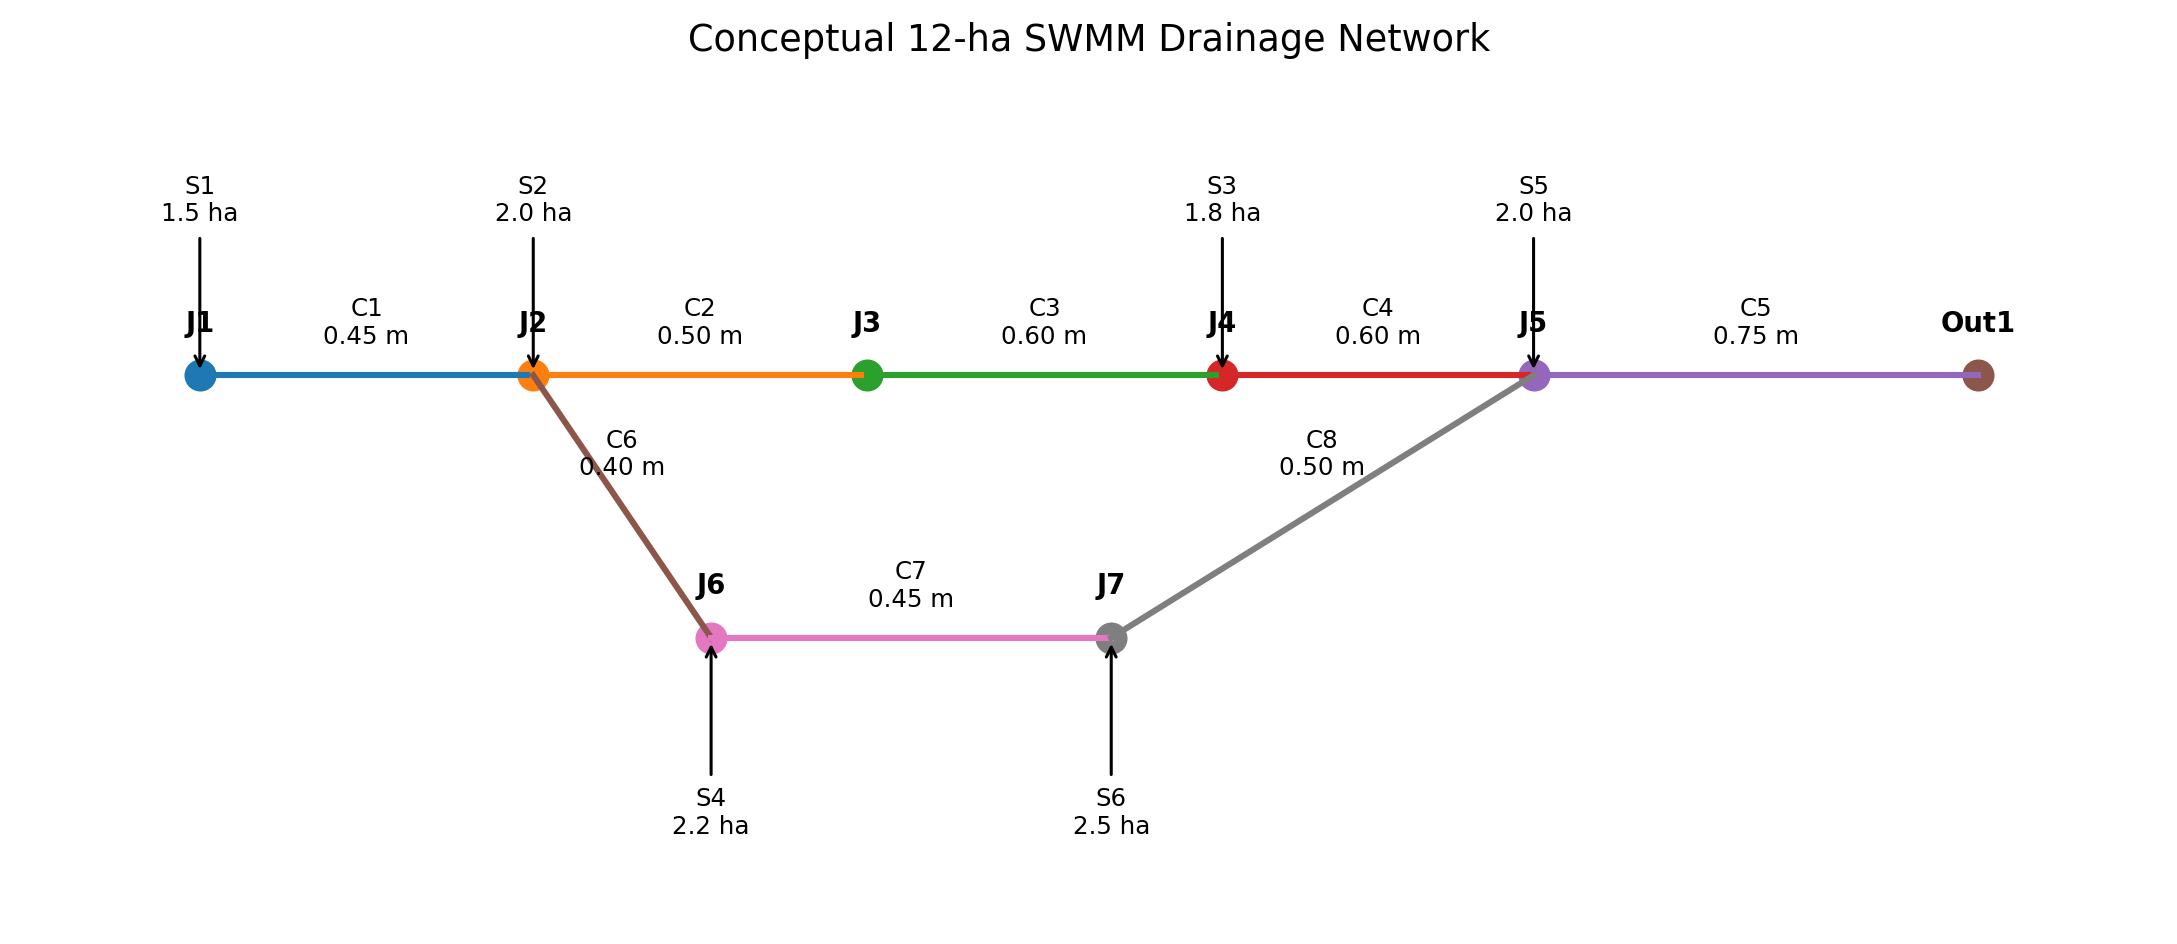 Conceptual 12-ha SWMM Drainage Network
S1
1.5 ha
S2
2.0 ha
S3
1.8 ha
S5
2.0 ha
J1
C1
0.45 m
J2
C2
0.50 m
J3
C3
0.60 m
J4
C4
0.60 m
J5
C5
0.75 m
Out1
C6
0.40 m
C8
0.50 m
J6
C7
0.45 m
J7
S4
2.2 ha
S6
2.5 ha